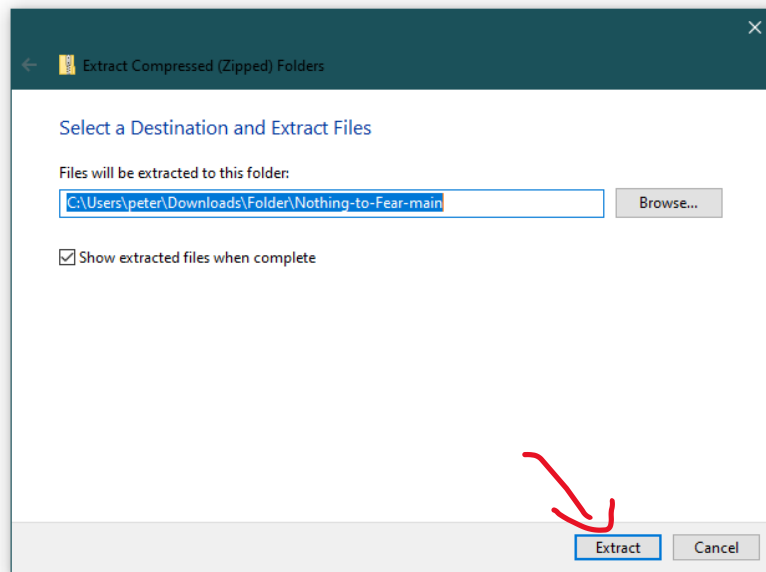 Extract Compressed (Zipped) Folders
Select a Destination and Extract Files
Files will be extracted to this folder:
C:\Users\peter\Downloads\Folder\Nothing-to-Fear-main
Browse...
Show extracted files when complete
Extract
Cancel